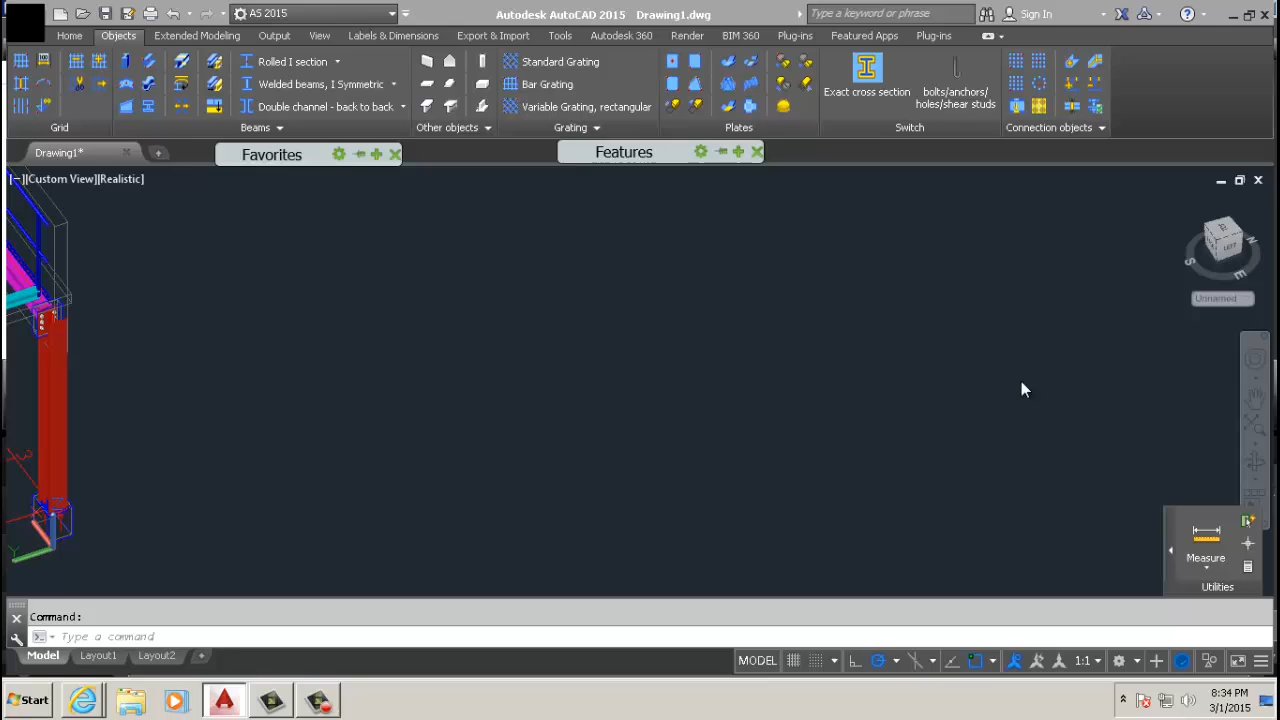 AS 2015
Autodesk AutoCAD 2015 Drawing1.dwg
Type a keyword or phrase
Sign In
Home Objects Extended Modeling Output View Labels & Dimensions Export & Import Tools Autodesk 360 Render BIM 360 Plug-ins Featured Apps Plug-ins
Rolled I section
Welded beams, 1 Symmetric
Double channel - back to back
Standard Grating
Bar Grating
Variable Grating, rectangular
Exact cross section
bolts/anchors/
holes/shear studs
Grid Beams Other objects Grating Plates Switch Connection objects
Drawing1*
Favorites
Features
[−][Custom View][Realistic]
N
LEFT
S
E
Unnamed
Y
Measure
Utilities
Command:
Type a command
Model Layout1 Layout2
MODEL
1:1
Start
8:34 PM
3/1/2015